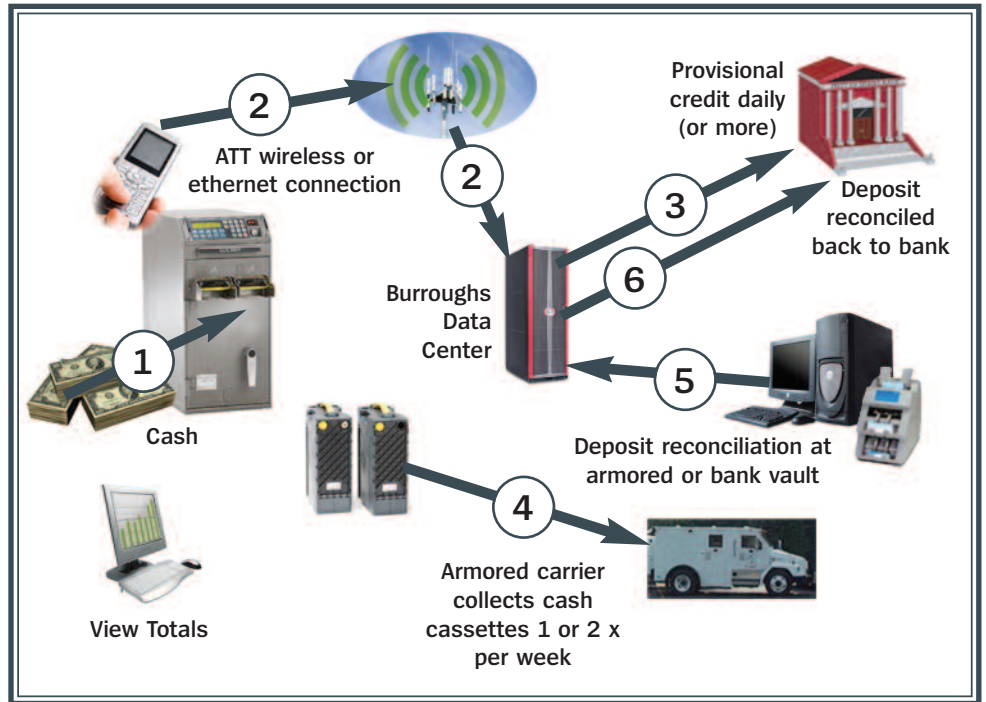 2
ATT wireless or
ethernet connection
2
Provisional
credit daily
(or more)
3
Deposit
reconciled
back to bank
6
Burroughs
Data
Center
1
Cash
5
Deposit reconciliation at
armored or bank vault
4
Armored carrier
collects cash
cassettes 1 or 2 x
per week
View Totals